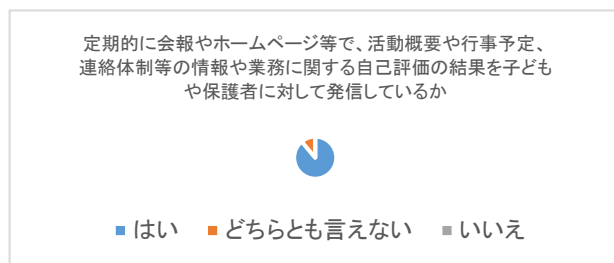 定期的に会報やホームページ等で、活動概要や行事予定、
連絡体制等の情報や業務に関する自己評価の結果を子ども
や保護者に対して発信しているか
はい どちらとも言えない いいえ